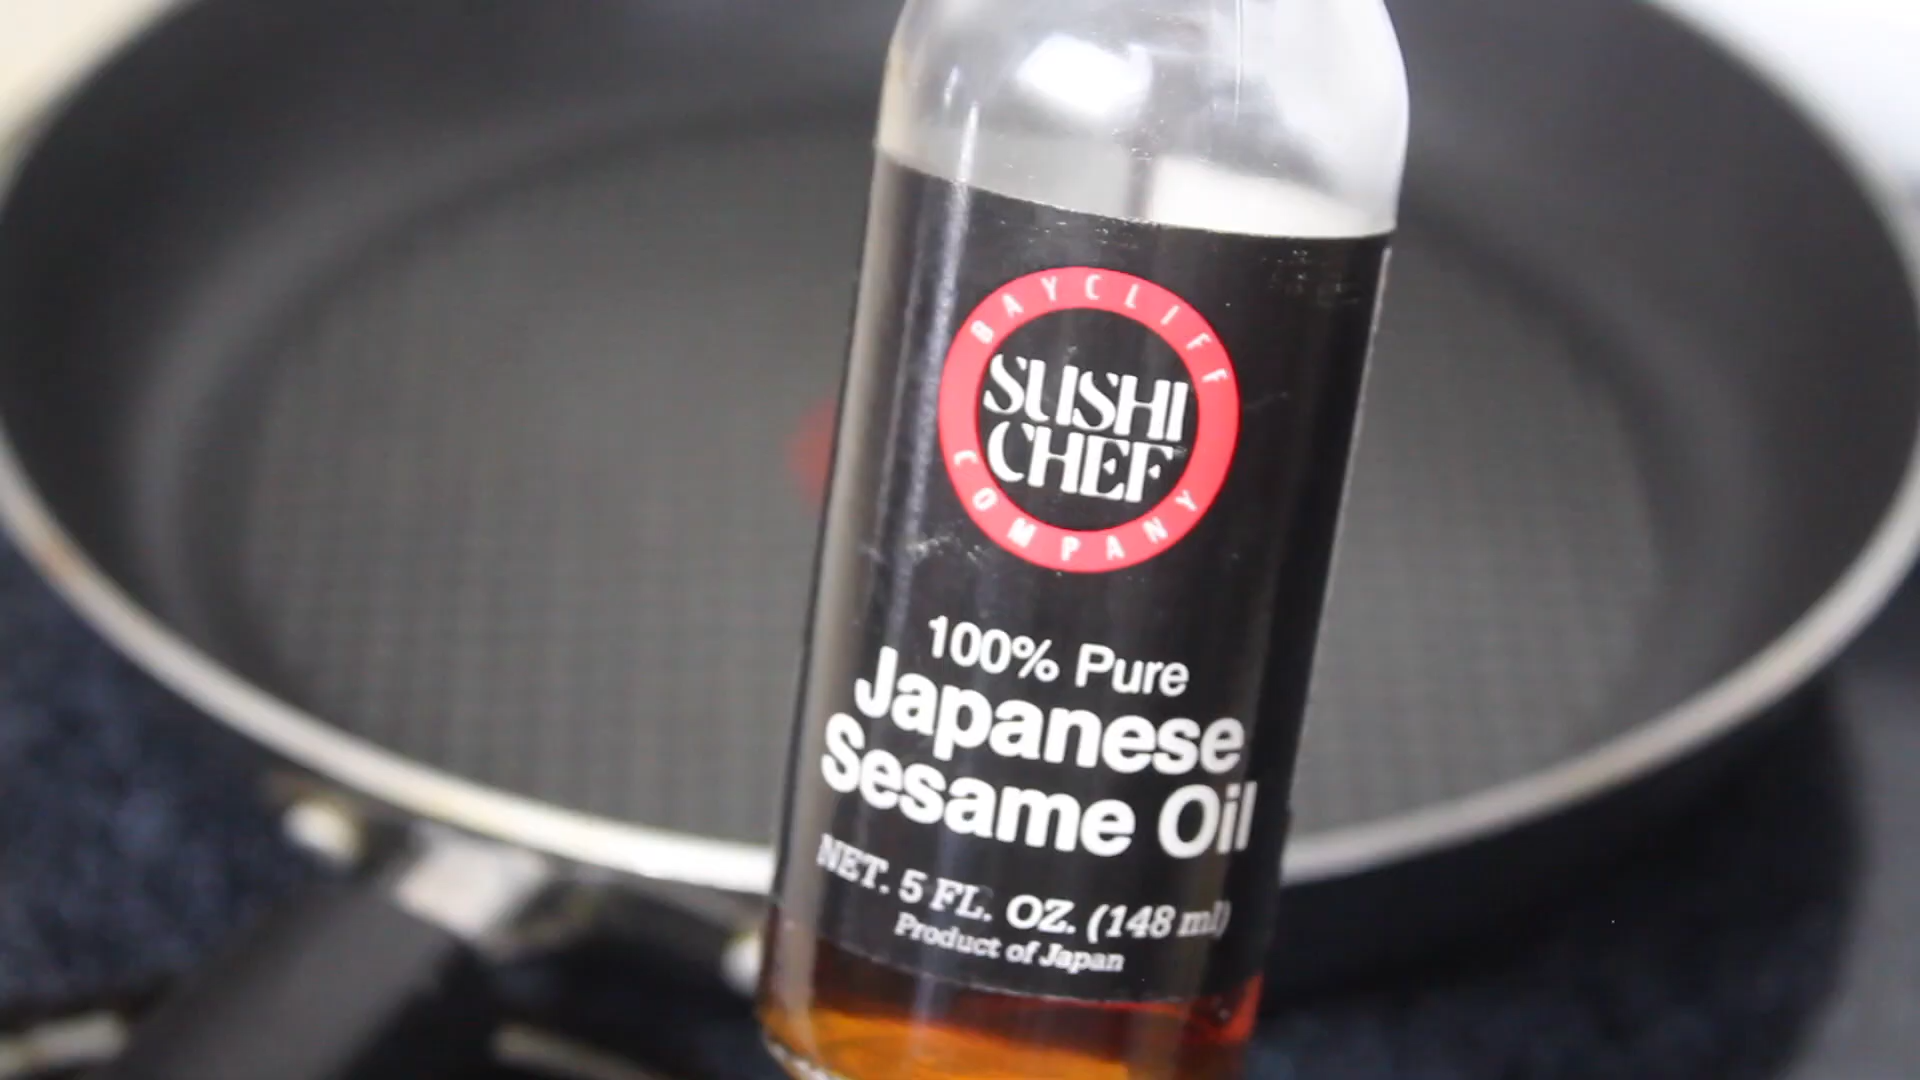 BAYCLIFF
SUSHI
CHEF
COMPANY
100% Pure
Japanese
Sesame Oil
NET. 5 FL. OZ. (148 ml)
Product of Japan